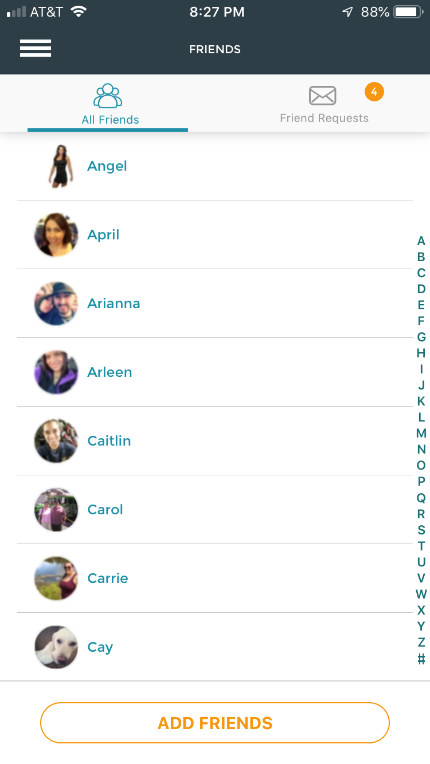 AT&T 8:27 PM 88%
FRIENDS
4
All Friends Friend Requests
Angel
April
Arianna
Arleen
Caitlin
Carol
Carrie
Cay
A
B
C
D
E
F
G
H
I
J
K
L
M
N
O
P
Q
R
S
T
U
V
W
X
Y
Z
#
ADD FRIENDS